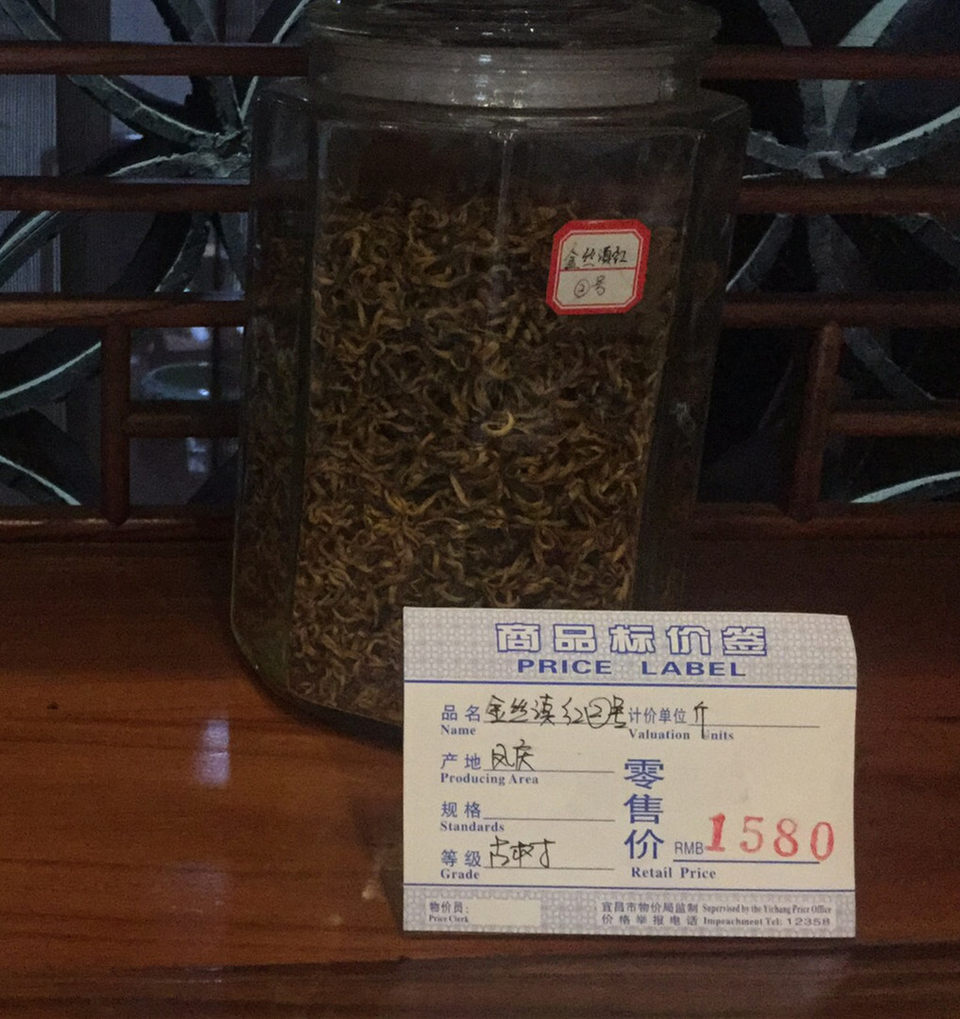 金丝滇红
②号
商品标价签
PRICE LABEL
品名 金丝滇红②号 计价单位 斤
Name Valuation Units
产地 凤庆
Producing Area
规格
Standards
等级 古树
Grade
零售价 RMB 1580
Retail Price
物价员:
Price Clerk
宜昌市物价局监制 Supervised by the Yichang Price Office
价格举报电话 Impeachment Tel: 12358